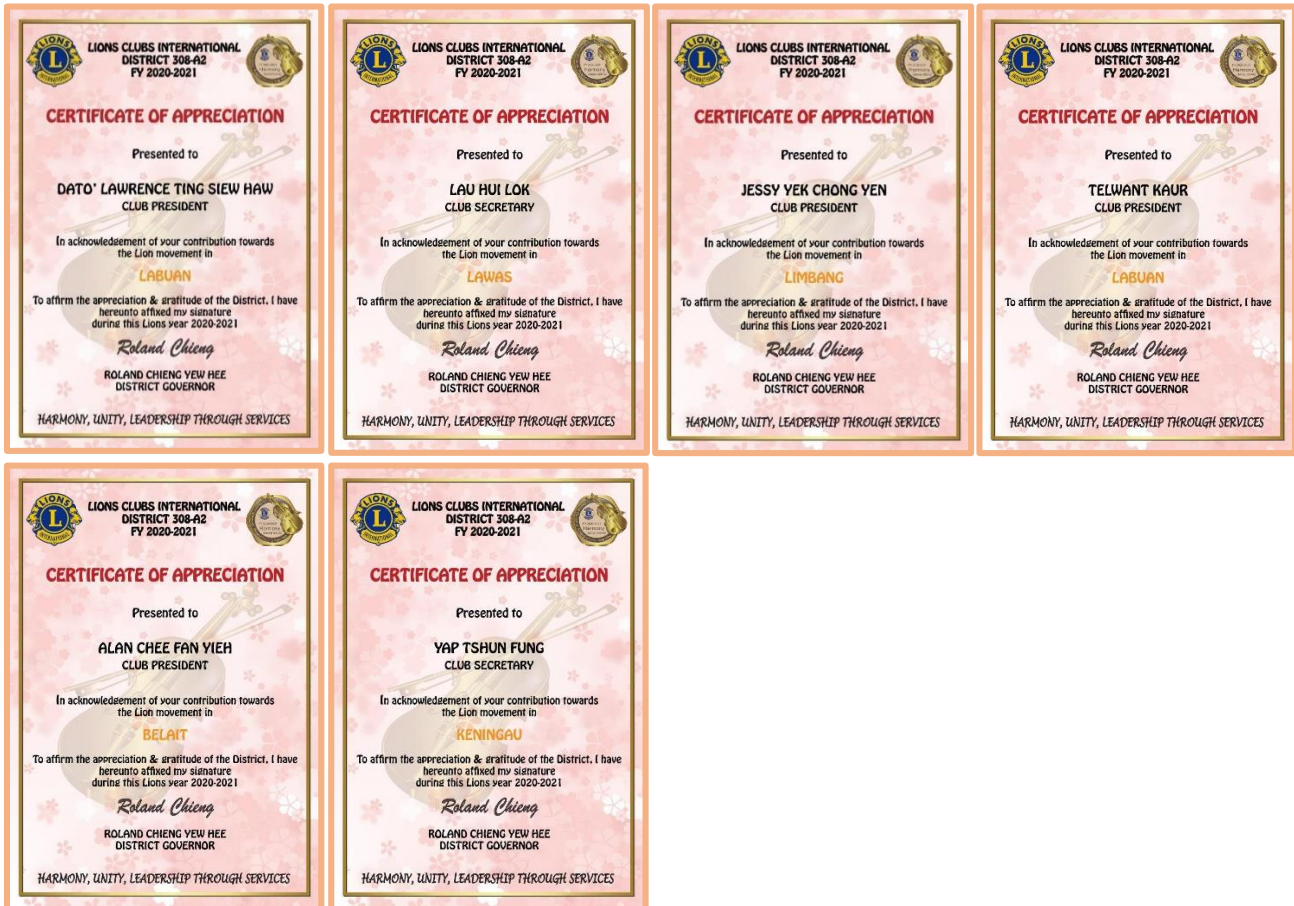 LIONS INTERNATIONAL
L
LIONS CLUBS INTERNATIONAL
DISTRICT 308-A2
FY 2020-2021
Harmony
CERTIFICATE OF APPRECIATION
Presented to
DATO' LAWRENCE TING SIEW HAW
CLUB PRESIDENT
In acknowledgement of your contribution towards
the Lion movement in
LABUAN
To affirm the appreciation & gratitude of the District, I have
hereunto affixed my signature
during this Lions year 2020-2021
Roland Chieng
ROLAND CHIENG YEW HEE
DISTRICT GOVERNOR
HARMONY, UNITY, LEADERSHIP THROUGH SERVICES
LIONS INTERNATIONAL
L
LIONS CLUBS INTERNATIONAL
DISTRICT 308-A2
FY 2020-2021
Harmony
CERTIFICATE OF APPRECIATION
Presented to
LAU HUI LOK
CLUB SECRETARY
In acknowledgement of your contribution towards
the Lion movement in
LAWAS
To affirm the appreciation & gratitude of the District, I have
hereunto affixed my signature
during this Lions year 2020-2021
Roland Chieng
ROLAND CHIENG YEW HEE
DISTRICT GOVERNOR
HARMONY, UNITY, LEADERSHIP THROUGH SERVICES
LIONS INTERNATIONAL
L
LIONS CLUBS INTERNATIONAL
DISTRICT 308-A2
FY 2020-2021
Harmony
CERTIFICATE OF APPRECIATION
Presented to
JESSY YEK CHONG YEN
CLUB PRESIDENT
In acknowledgement of your contribution towards
the Lion movement in
LIMBANG
To affirm the appreciation & gratitude of the District, I have
hereunto affixed my signature
during this Lions year 2020-2021
Roland Chieng
ROLAND CHIENG YEW HEE
DISTRICT GOVERNOR
HARMONY, UNITY, LEADERSHIP THROUGH SERVICES
LIONS INTERNATIONAL
L
LIONS CLUBS INTERNATIONAL
DISTRICT 308-A2
FY 2020-2021
Harmony
CERTIFICATE OF APPRECIATION
Presented to
TELWANT KAUR
CLUB PRESIDENT
In acknowledgement of your contribution towards
the Lion movement in
LABUAN
To affirm the appreciation & gratitude of the District, I have
hereunto affixed my signature
during this Lions year 2020-2021
Roland Chieng
ROLAND CHIENG YEW HEE
DISTRICT GOVERNOR
HARMONY, UNITY, LEADERSHIP THROUGH SERVICES
LIONS INTERNATIONAL
L
LIONS CLUBS INTERNATIONAL
DISTRICT 308-A2
FY 2020-2021
Harmony
CERTIFICATE OF APPRECIATION
Presented to
ALAN CHEE FAN YIEH
CLUB PRESIDENT
In acknowledgement of your contribution towards
the Lion movement in
BELAIT
To affirm the appreciation & gratitude of the District, I have
hereunto affixed my signature
during this Lions year 2020-2021
Roland Chieng
ROLAND CHIENG YEW HEE
DISTRICT GOVERNOR
HARMONY, UNITY, LEADERSHIP THROUGH SERVICES
LIONS INTERNATIONAL
L
LIONS CLUBS INTERNATIONAL
DISTRICT 308-A2
FY 2020-2021
Harmony
CERTIFICATE OF APPRECIATION
Presented to
YAP TSHUN FUNG
CLUB SECRETARY
In acknowledgement of your contribution towards
the Lion movement in
KENINGAU
To affirm the appreciation & gratitude of the District, I have
hereunto affixed my signature
during this Lions year 2020-2021
Roland Chieng
ROLAND CHIENG YEW HEE
DISTRICT GOVERNOR
HARMONY, UNITY, LEADERSHIP THROUGH SERVICES